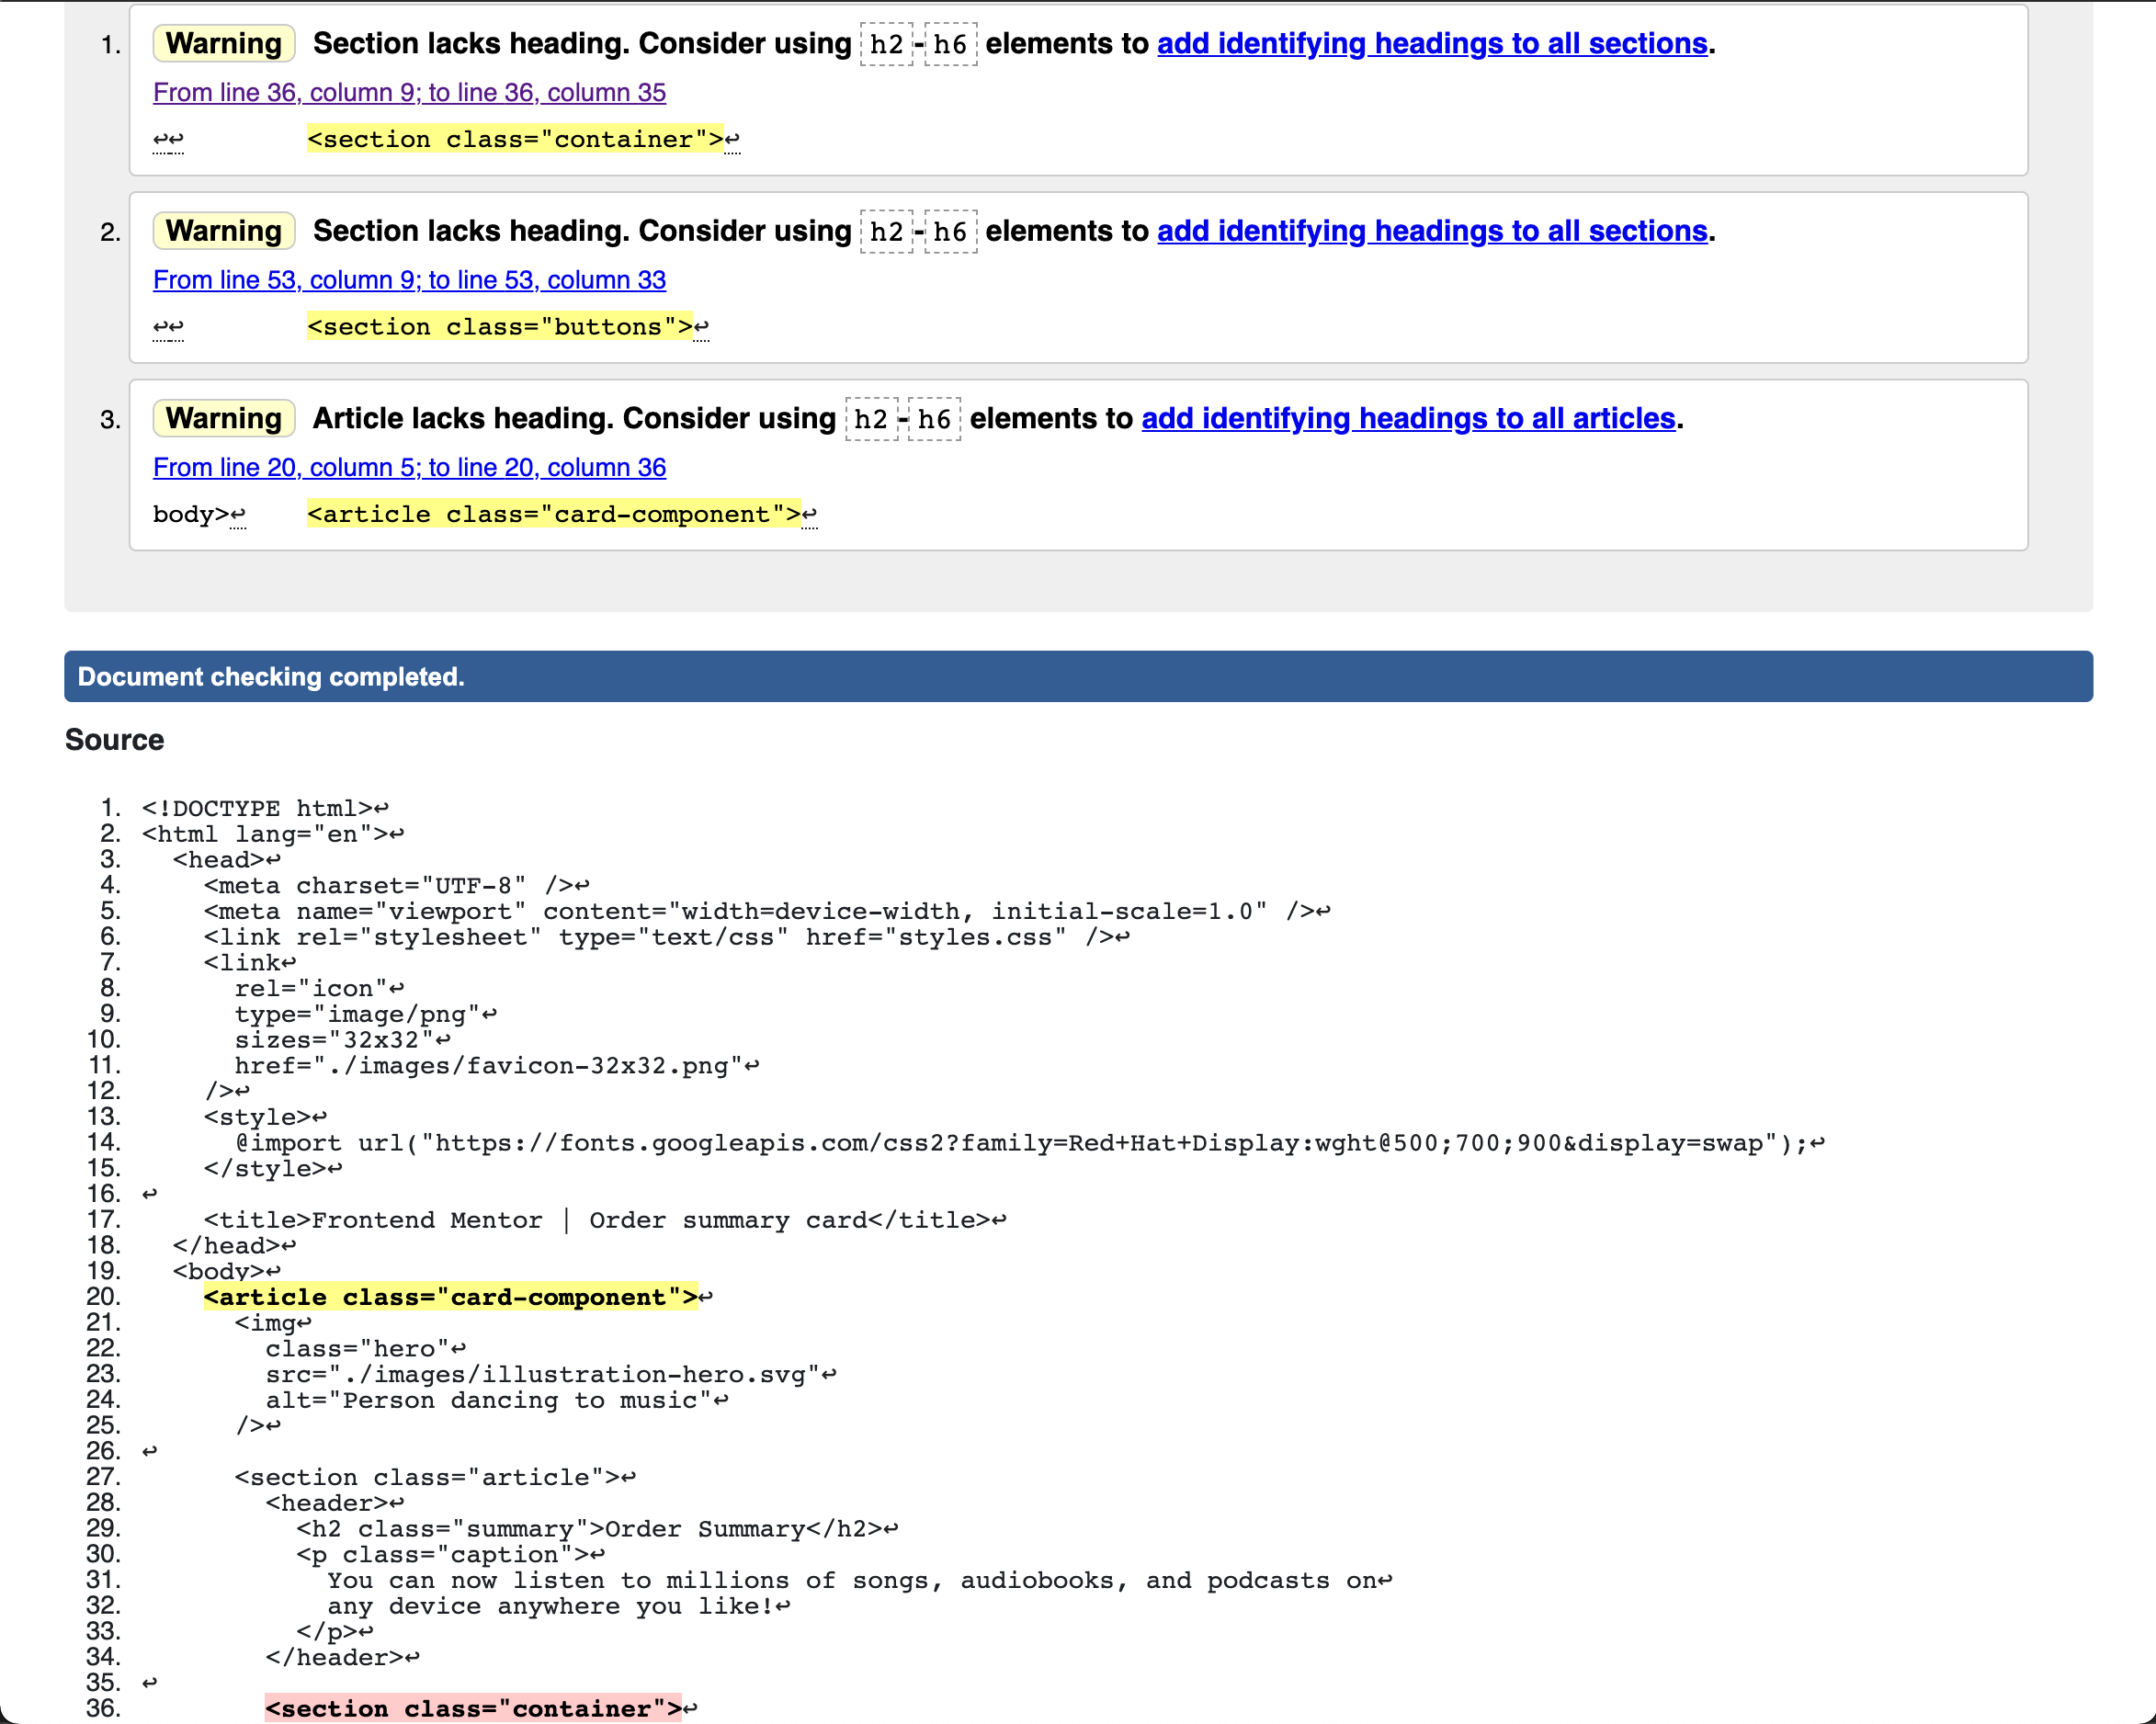 1. Warning Section lacks heading. Consider using h2-h6 elements to add identifying headings to all sections.
From line 36, column 9; to line 36, column 35
↩↩        <section class="container">↩
2. Warning Section lacks heading. Consider using h2-h6 elements to add identifying headings to all sections.
From line 53, column 9; to line 53, column 33
↩↩        <section class="buttons">↩
3. Warning Article lacks heading. Consider using h2-h6 elements to add identifying headings to all articles.
From line 20, column 5; to line 20, column 36
body>↩    <article class="card-component">↩
Document checking completed.
Source
1. <!DOCTYPE html>↩
2. <html lang="en">↩
3.   <head>↩
4.     <meta charset="UTF-8" />↩
5.     <meta name="viewport" content="width=device-width, initial-scale=1.0" />↩
6.     <link rel="stylesheet" type="text/css" href="styles.css" />↩
7.     <link↩
8.       rel="icon"↩
9.       type="image/png"↩
10.       sizes="32x32"↩
11.       href="./images/favicon-32x32.png"↩
12.     />↩
13.     <style>↩
14.       @import url("https://fonts.googleapis.com/css2?family=Red+Hat+Display:wght@500;700;900&display=swap");↩
15.     </style>↩
16. ↩
17.     <title>Frontend Mentor | Order summary card</title>↩
18.   </head>↩
19.   <body>↩
20.     <article class="card-component">↩
21.       <img↩
22.         class="hero"↩
23.         src="./images/illustration-hero.svg"↩
24.         alt="Person dancing to music"↩
25.       />↩
26. ↩
27.       <section class="article">↩
28.         <header>↩
29.           <h2 class="summary">Order Summary</h2>↩
30.           <p class="caption">↩
31.             You can now listen to millions of songs, audiobooks, and podcasts on↩
32.             any device anywhere you like!↩
33.           </p>↩
34.         </header>↩
35. ↩
36.         <section class="container">↩